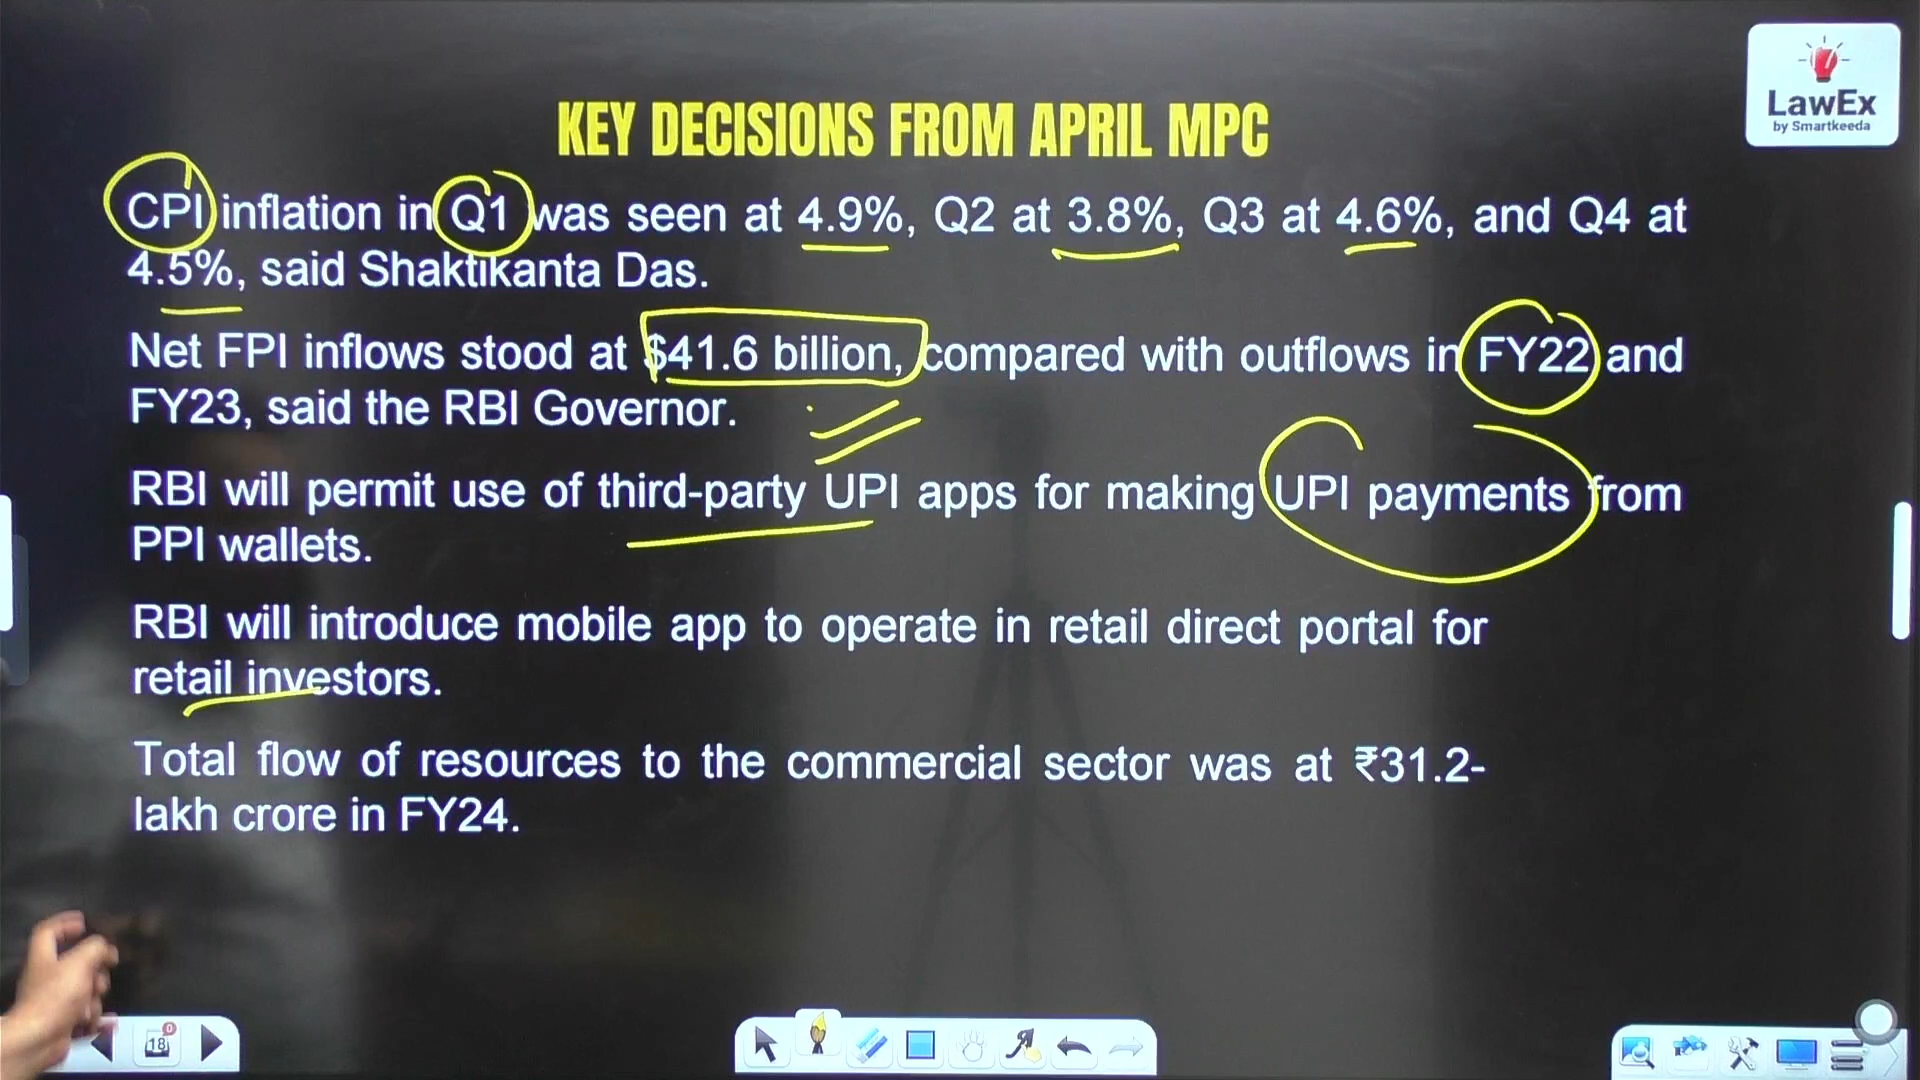 LawEx
by Smartkeeda
KEY DECISIONS FROM APRIL MPC
CPI inflation in Q1 was seen at 4.9%, Q2 at 3.8%, Q3 at 4.6%, and Q4 at
4.5%, said Shaktikanta Das.
Net FPI inflows stood at $41.6 billion, compared with outflows in FY22 and
FY23, said the RBI Governor.
RBI will permit use of third-party UPI apps for making UPI payments from
PPI wallets.
RBI will introduce mobile app to operate in retail direct portal for
retail investors.
Total flow of resources to the commercial sector was at ₹31.2-
lakh crore in FY24.
18
0